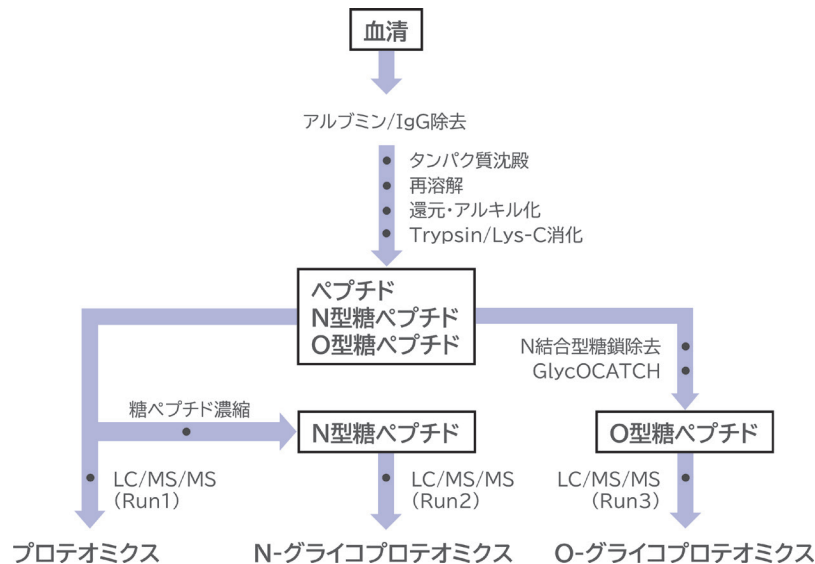 血清
アルブミン/IgG除去
タンパク質沈殿
再溶解
還元・アルキル化
Trypsin/Lys-C消化
ペプチド
N型糖ペプチド
O型糖ペプチド
N結合型糖鎖除去
GlycOCATCH
糖ペプチド濃縮
N型糖ペプチド
O型糖ペプチド
LC/MS/MS
(Run1)
LC/MS/MS
(Run2)
LC/MS/MS
(Run3)
プロテオミクス
N-グライコプロテオミクス
O-グライコプロテオミクス